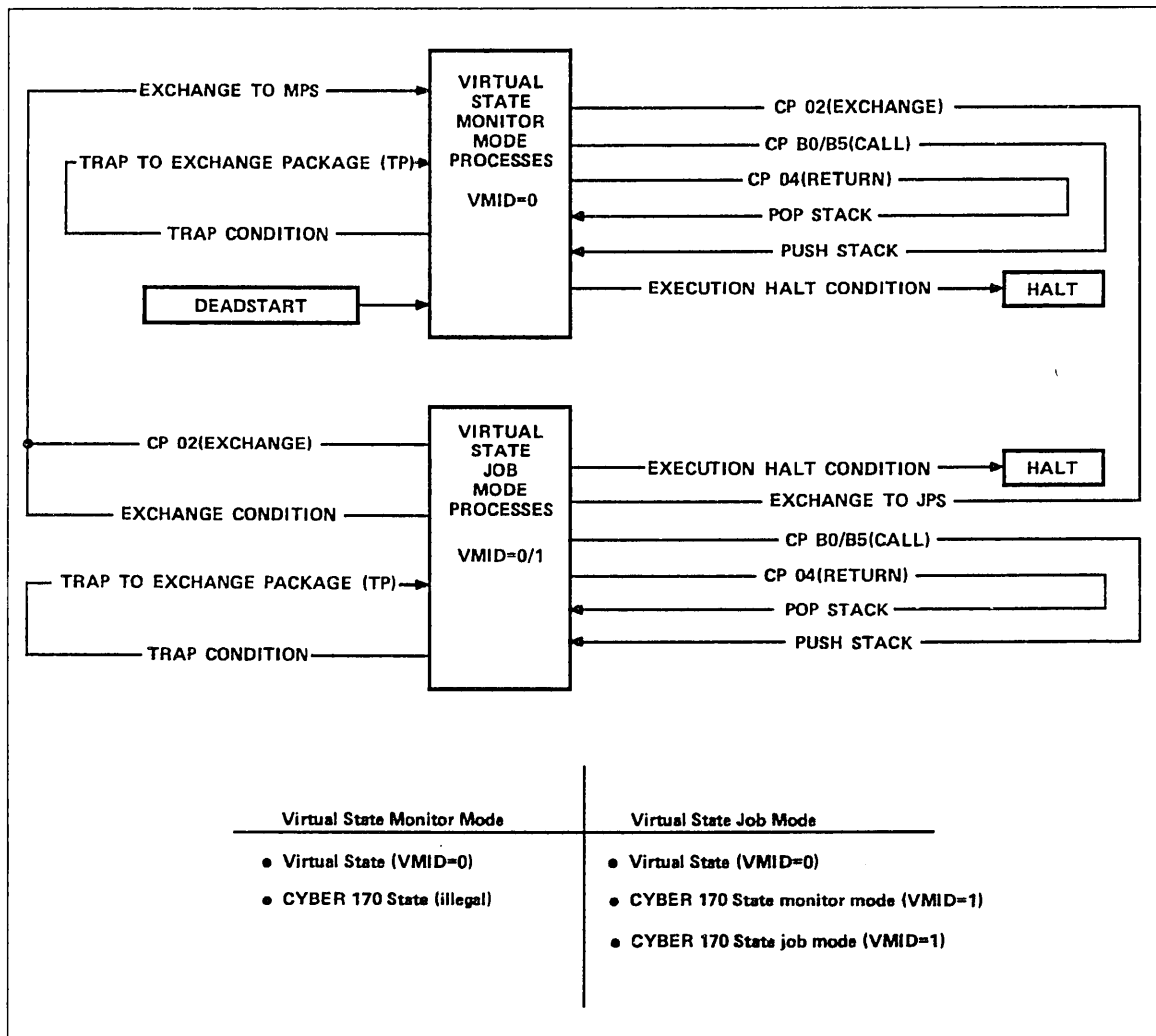 EXCHANGE TO MPS
TRAP TO EXCHANGE PACKAGE (TP)
TRAP CONDITION
DEADSTART
VIRTUAL
STATE
MONITOR
MODE
PROCESSES
VMID=0
CP 02(EXCHANGE)
CP B0/B5(CALL)
CP 04(RETURN)
POP STACK
PUSH STACK
EXECUTION HALT CONDITION
HALT
CP 02(EXCHANGE)
EXCHANGE CONDITION
TRAP TO EXCHANGE PACKAGE (TP)
TRAP CONDITION
VIRTUAL
STATE
JOB
MODE
PROCESSES
VMID=0/1
EXECUTION HALT CONDITION
HALT
EXCHANGE TO JPS
CP B0/B5(CALL)
CP 04(RETURN)
POP STACK
PUSH STACK
Virtual State Monitor Mode
• Virtual State (VMID=0)
• CYBER 170 State (illegal)
Virtual State Job Mode
• Virtual State (VMID=0)
• CYBER 170 State monitor mode (VMID=1)
• CYBER 170 State job mode (VMID=1)